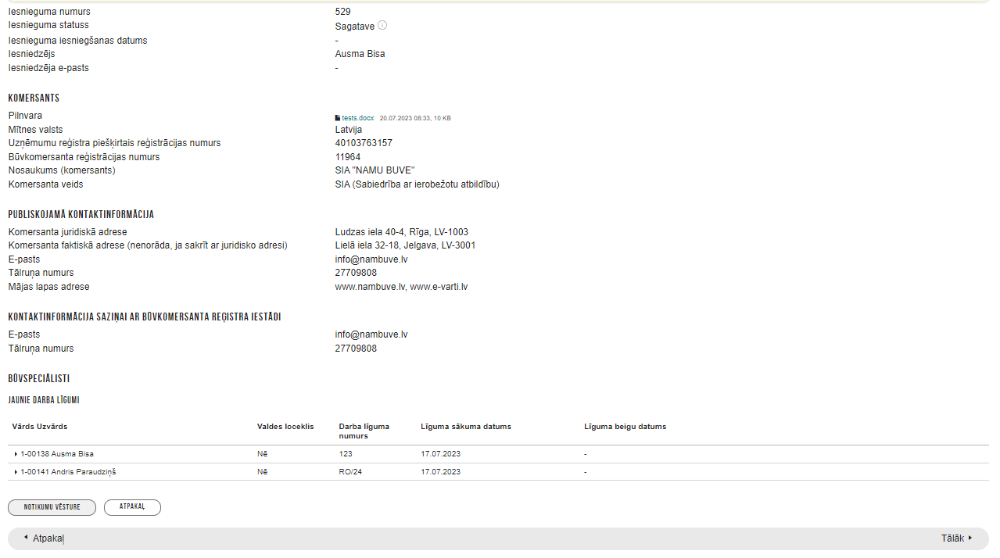 Iesnieguma numurs 529
Iesnieguma statuss Sagatave
Iesnieguma iesniegšanas datums -
Iesniedzējs Ausma Bisa
Iesniedzēja e-pasts -
KOMERSANTS
Pilnvara tests.docx 20.07.2023 08:33, 10 KB
Mītnes valsts Latvija
Uzņēmumu reģistra piešķirtais reģistrācijas numurs 40103763157
Būvkomersanta reģistrācijas numurs 11964
Nosaukums (komersants) SIA "NAMU BUVE"
Komersanta veids SIA (Sabiedrība ar ierobežotu atbildību)
PUBLISKOJAMĀ KONTAKTINFORMĀCIJA
Komersanta juridiskā adrese Ludzas iela 40-4, Rīga, LV-1003
Komersanta faktiskā adrese (nenorāda, ja sakrīt ar juridisko adresi) Lielā iela 32-18, Jelgava, LV-3001
E-pasts info@nambuve.lv
Tālruņa numurs 27709808
Mājas lapas adrese www.nambuve.lv, www.e-varti.lv
KONTAKTINFORMĀCIJA SAZIŅAI AR BŪVKOMERSANTA REĢISTRA IESTĀDI
E-pasts info@nambuve.lv
Tālruņa numurs 27709808
BŪVSPECIĀLISTI
JAUNIE DARBA LĪGUMI
Vārds Uzvārds Valdes loceklis Darba līguma numurs Līguma sākuma datums Līguma beigu datums
1-00138 Ausma Bisa Nē 123 17.07.2023 -
1-00141 Andris Paraudziņš Nē RO/24 17.07.2023 -
NOTIKUMU VĒSTURE ATPAKAĻ
Atpakaļ Tālāk